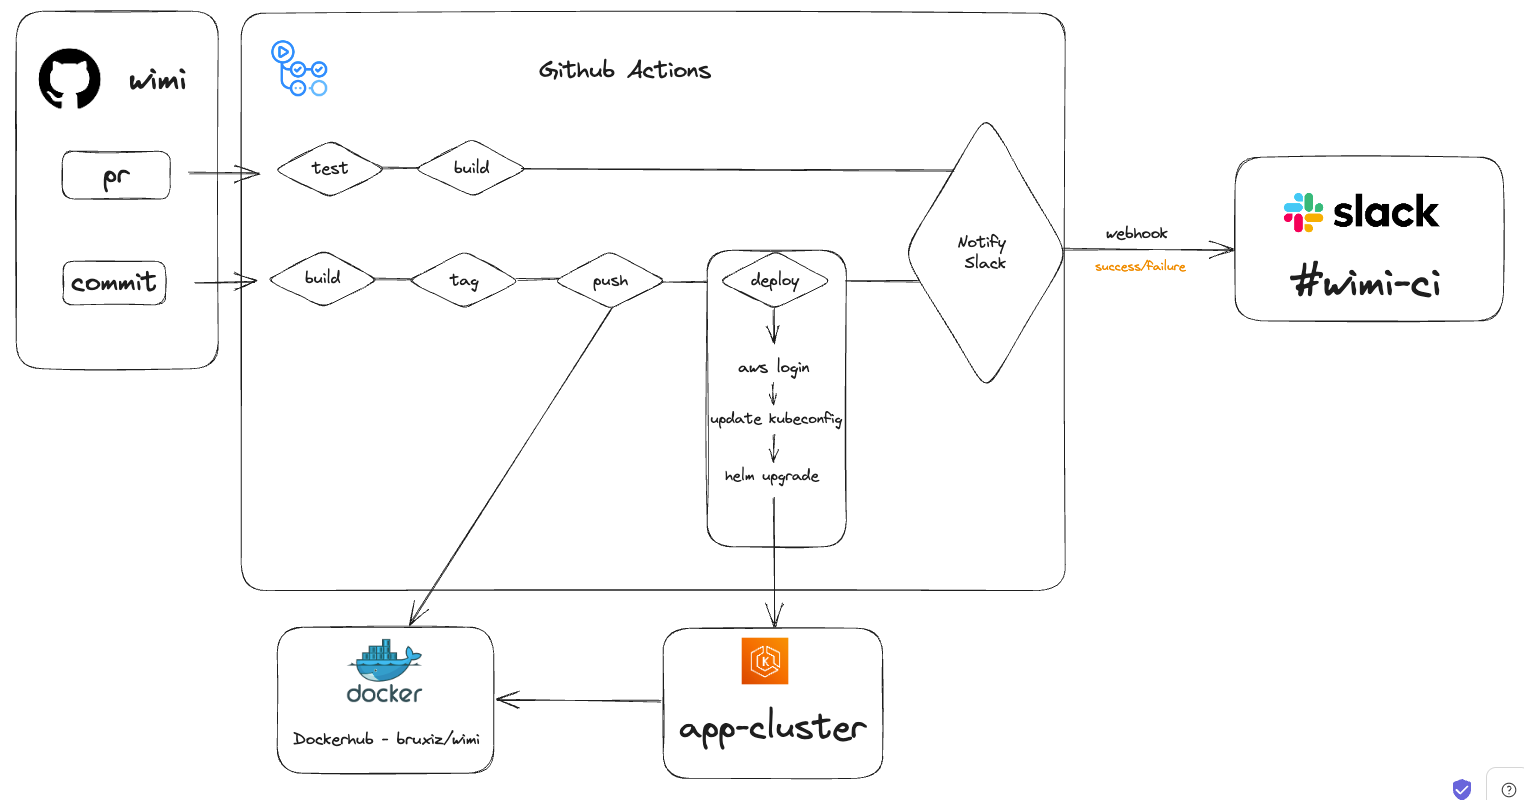 wimi
Github Actions
pr
test
build
commit
build
tag
push
deploy
aws login
update kubeconfig
helm upgrade
Notify
Slack
webhook
success/failure
slack
#wimi-ci
docker
Dockerhub - bruxiz/wimi
K
app-cluster
?